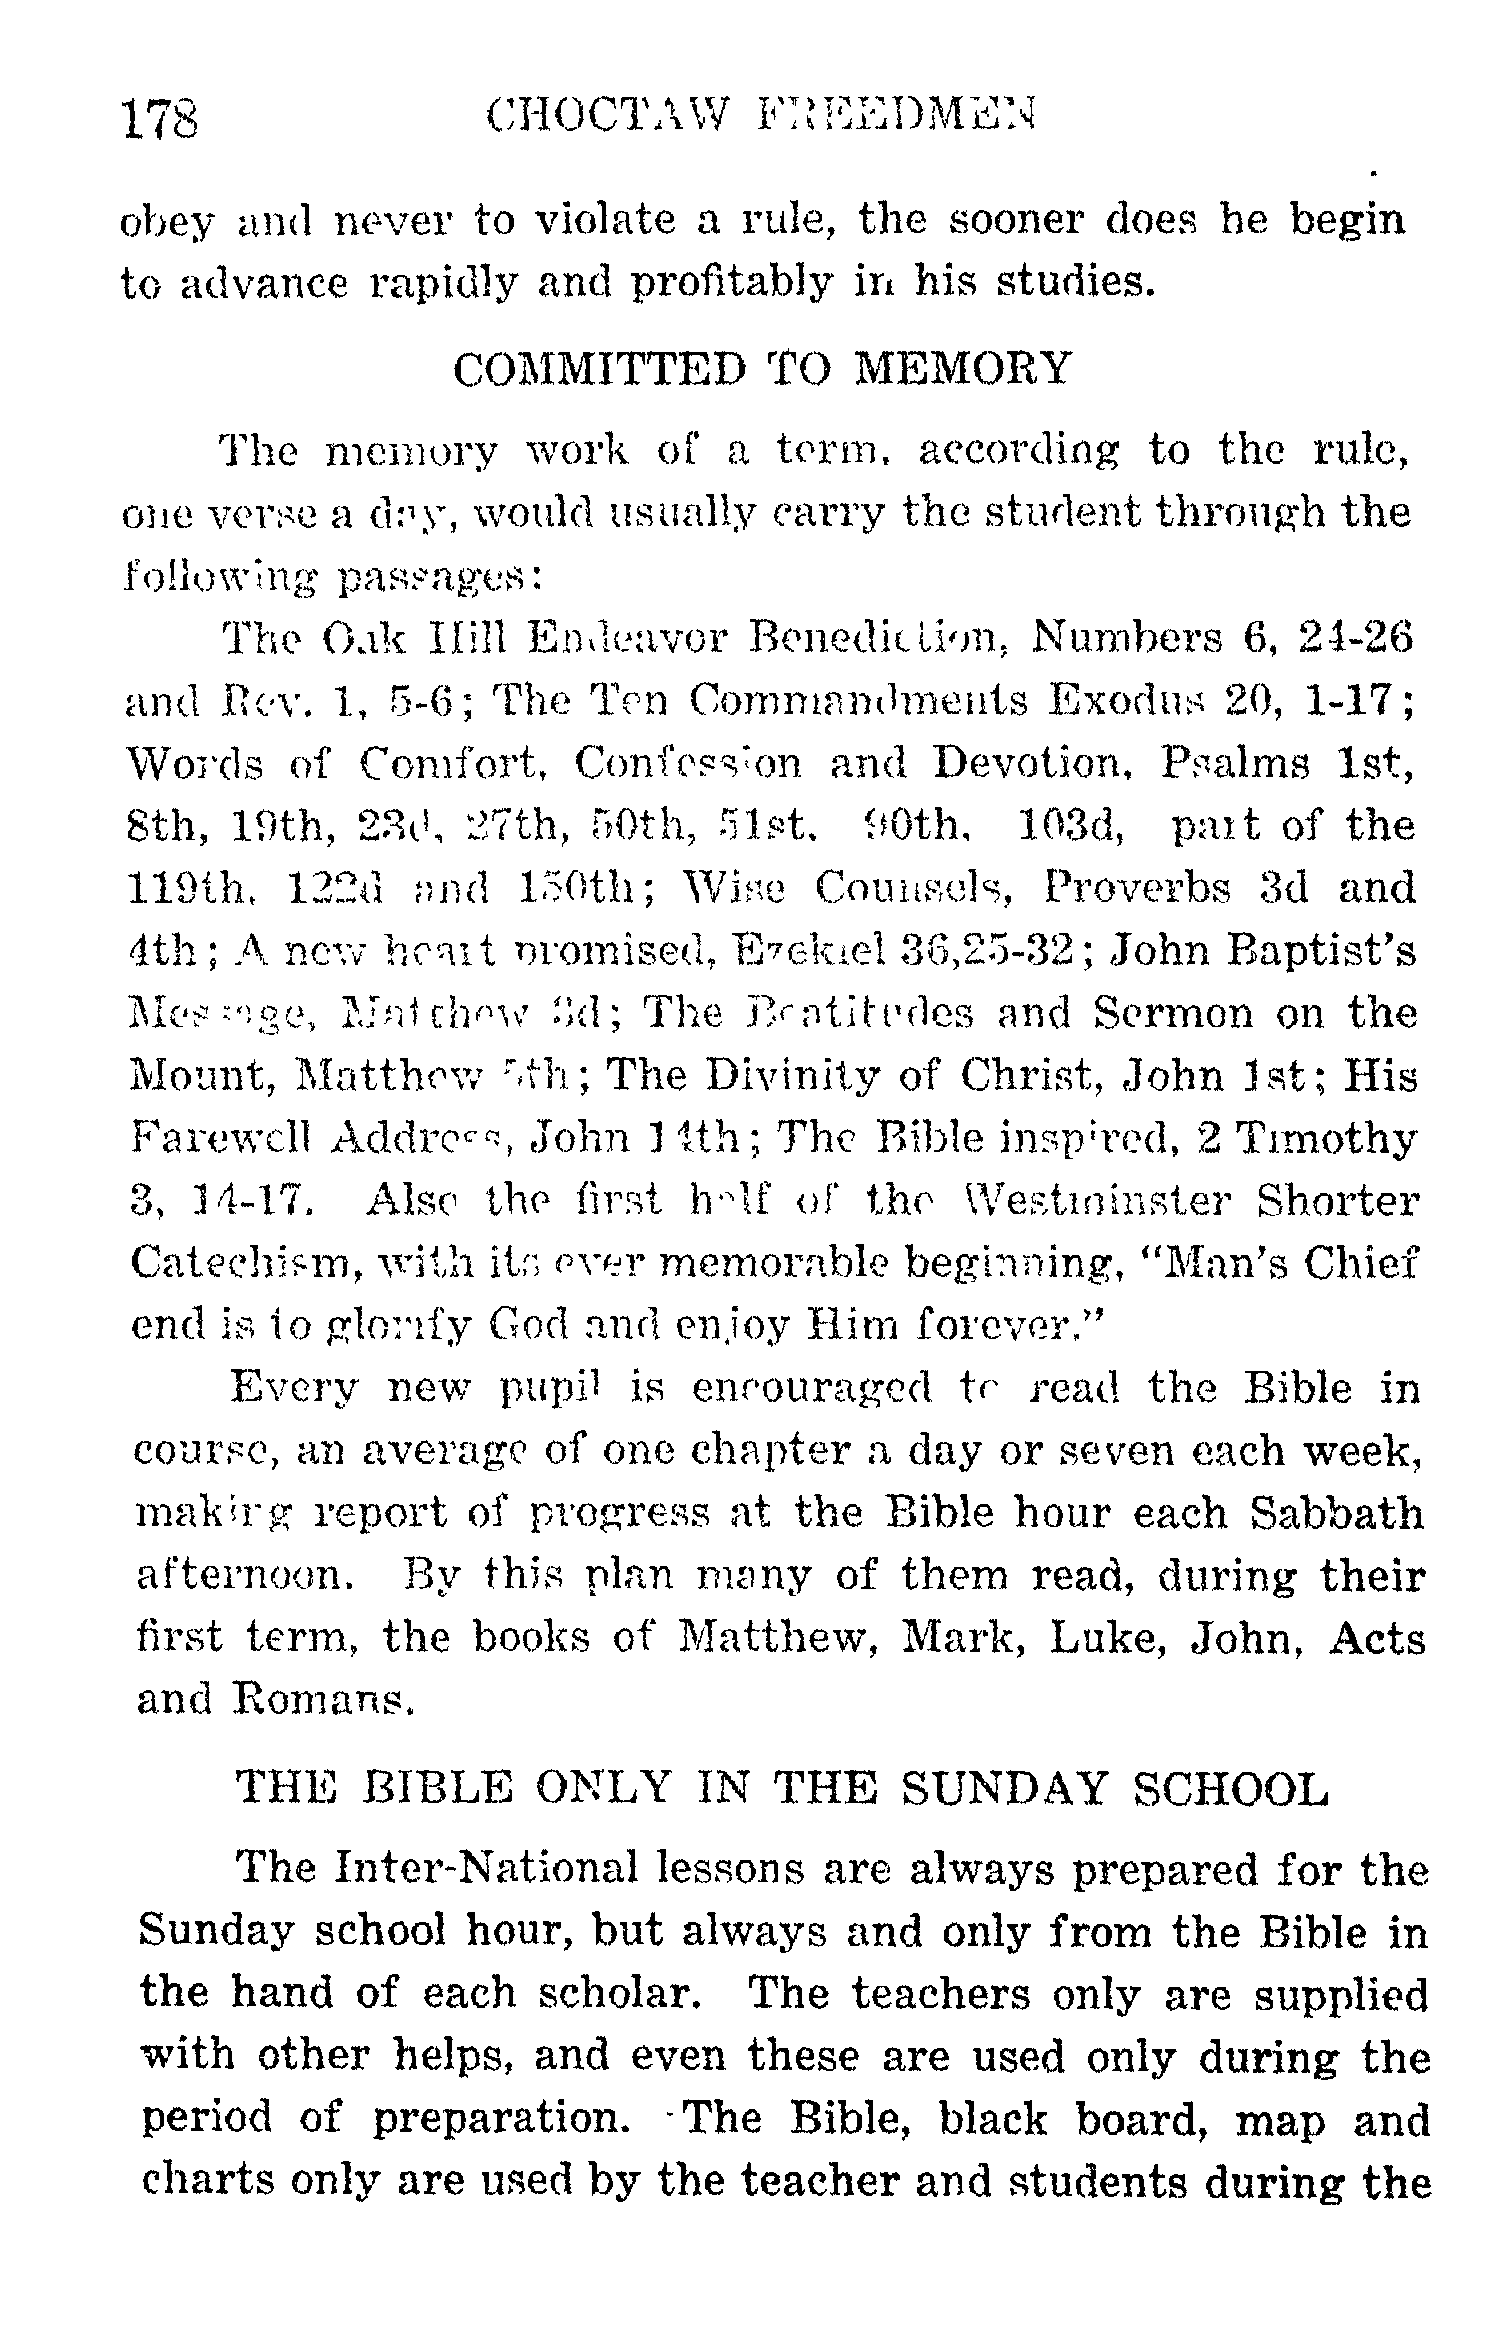 178 CHOCTAW FREEDMEN
obey and never to violate a rule, the sooner does he begin
to advance rapidly and profitably in his studies.
COMMITTED TO MEMORY
The memory work of a term, according to the rule,
one verse a day, would usually carry the student through the
following passages:
The Oak Hill Endeavor Benediction, Numbers 6, 24-26
and Rev. 1, 5-6; The Ten Commandments Exodus 20, 1-17;
Words of Comfort, Confession and Devotion, Psalms 1st,
8th, 19th, 23d, 27th, 50th, 51st, 90th, 103d, part of the
119th, 122d and 150th; Wise Counsels, Proverbs 3d and
4th; A new heart promised, Ezekiel 36,25-32; John Baptist's
Message, Matthew 3d; The Beatitudes and Sermon on the
Mount, Matthew 5th; The Divinity of Christ, John 1st; His
Farewell Address, John 14th; The Bible inspired, 2 Timothy
3, 14-17. Also the first half of the Westminster Shorter
Catechism, with its ever memorable beginning, "Man's Chief
end is to glorify God and enjoy Him forever."
Every new pupil is encouraged to read the Bible in
course, an average of one chapter a day or seven each week,
making report of progress at the Bible hour each Sabbath
afternoon. By this plan many of them read, during their
first term, the books of Matthew, Mark, Luke, John, Acts
and Romans.
THE BIBLE ONLY IN THE SUNDAY SCHOOL
The Inter-National lessons are always prepared for the
Sunday school hour, but always and only from the Bible in
the hand of each scholar. The teachers only are supplied
with other helps, and even these are used only during the
period of preparation. The Bible, black board, map and
charts only are used by the teacher and students during the